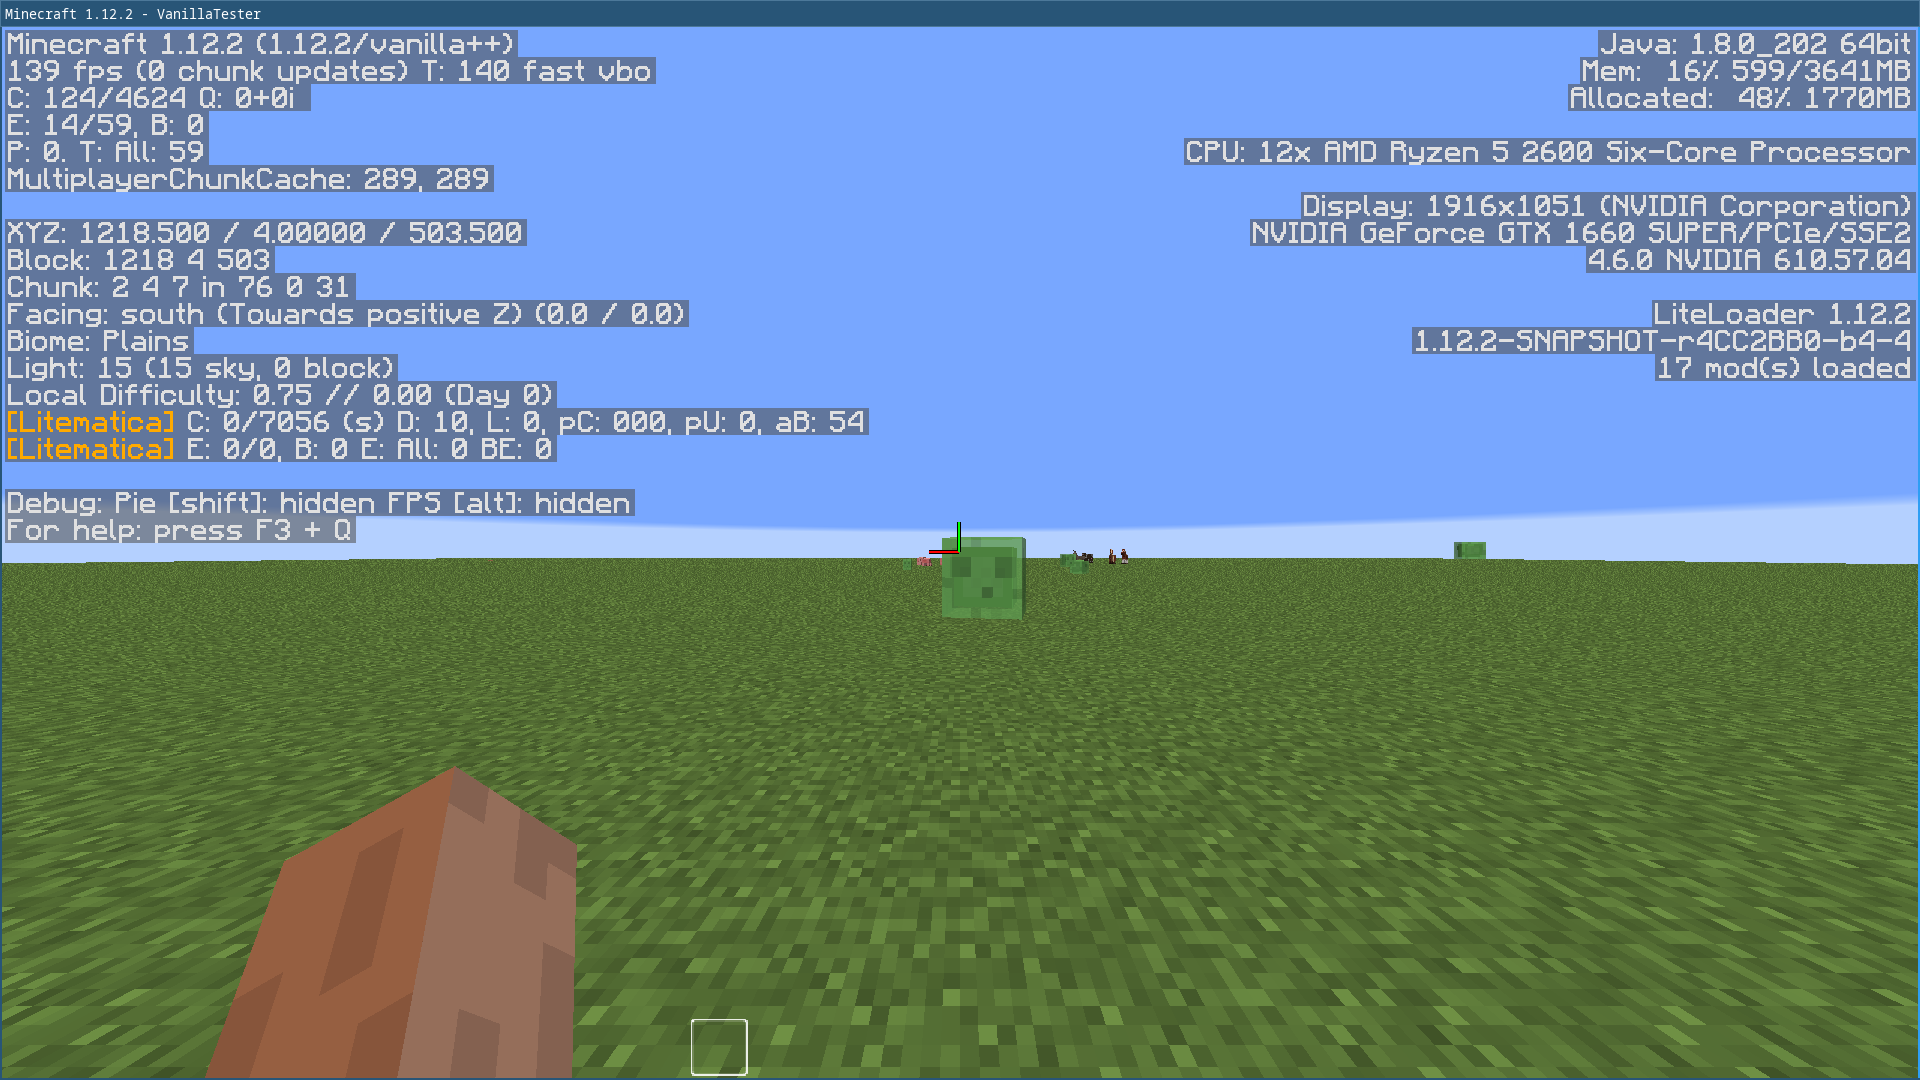 Minecraft 1.12.2 - VanillaTester
Minecraft 1.12.2 (1.12.2/vanilla++)
139 fps (0 chunk updates) T: 140 fast vbo
C: 124/4624 Q: 0+0i
E: 14/59, B: 0
P: 0. T: All: 59
MultiplayerChunkCache: 289, 289
XYZ: 1218.500 / 4.00000 / 503.500
Block: 1218 4 503
Chunk: 2 4 7 in 76 0 31
Facing: south (Towards positive Z) (0.0 / 0.0)
Biome: Plains
Light: 15 (15 sky, 0 block)
Local Difficulty: 0.75 // 0.00 (Day 0)
[Litematica] C: 0/7056 (s) D: 10, L: 0, pC: 000, pU: 0, aB: 54
[Litematica] E: 0/0, B: 0 E: All: 0 BE: 0
Debug: Pie [shift]: hidden FPS [alt]: hidden
For help: press F3 + Q
Java: 1.8.0_202 64bit
Mem: 16% 599/3641MB
Allocated: 48% 1770MB
CPU: 12x AMD Ryzen 5 2600 Six-Core Processor
Display: 1916x1051 (NVIDIA Corporation)
NVIDIA GeForce GTX 1660 SUPER/PCIe/SSE2
4.6.0 NVIDIA 610.57.04
LiteLoader 1.12.2
1.12.2-SNAPSHOT-r4CC2BB0-b4-4
17 mod(s) loaded